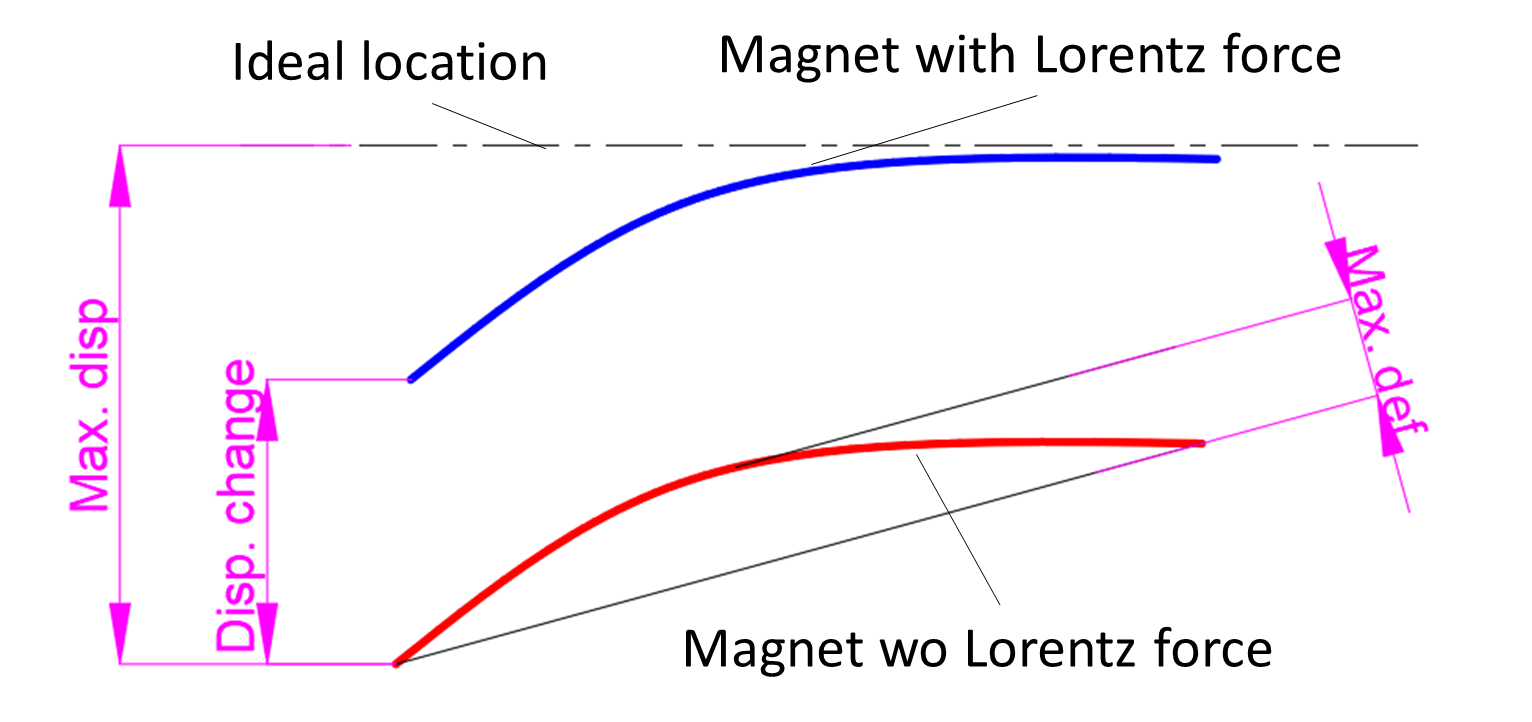 Ideal location
Magnet with Lorentz force
Max. disp
Disp. change
Max. def
Magnet wo Lorentz force